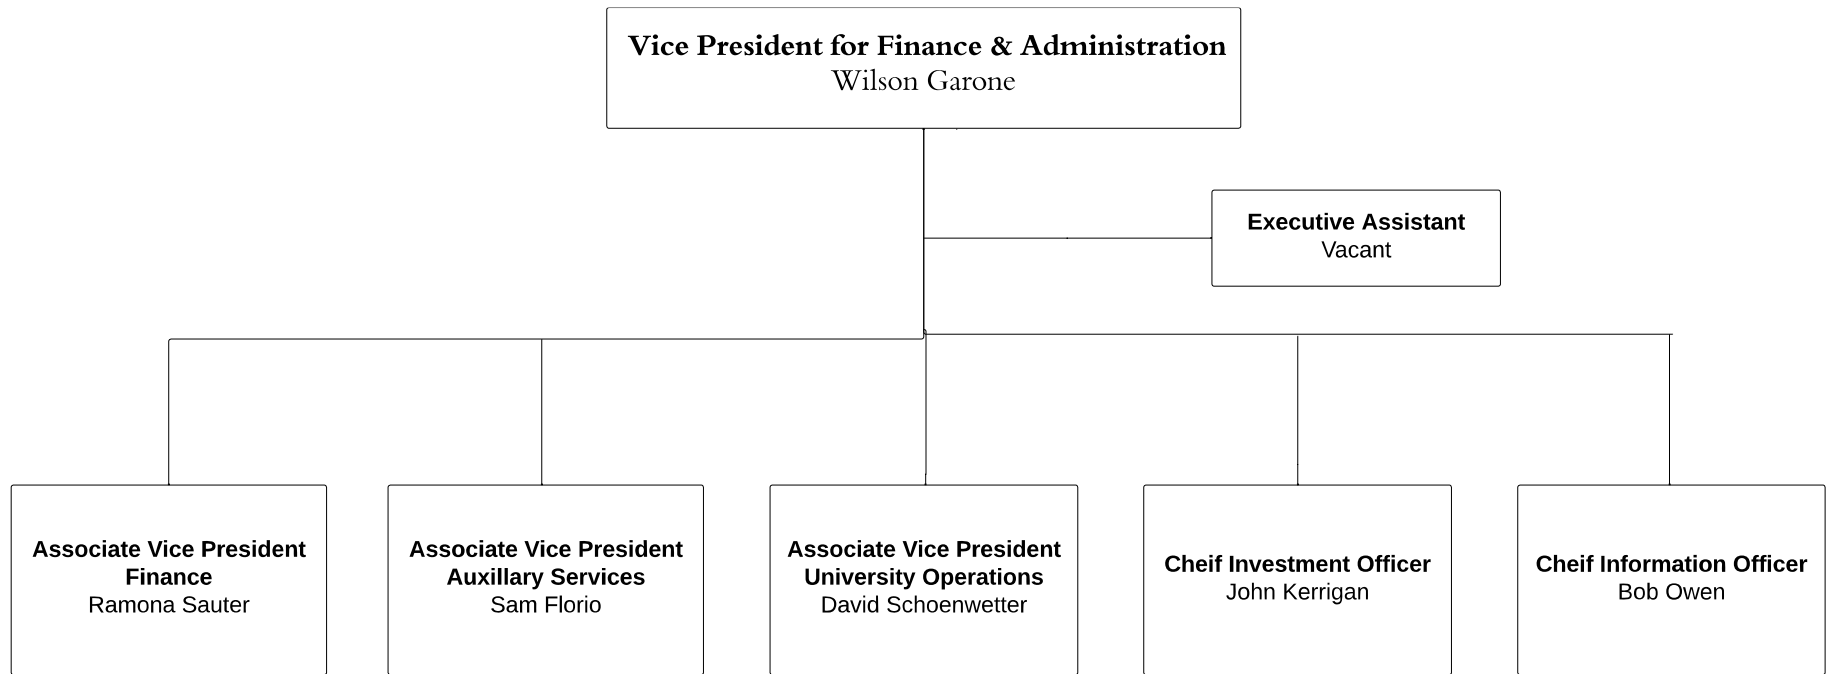 Vice President for Finance & Administration
Wilson Garone
Executive Assistant
Vacant
Associate Vice President
Finance
Ramona Sauter
Associate Vice President
Auxillary Services
Sam Florio
Associate Vice President
University Operations
David Schoenwetter
Cheif Investment Officer
John Kerrigan
Cheif Information Officer
Bob Owen